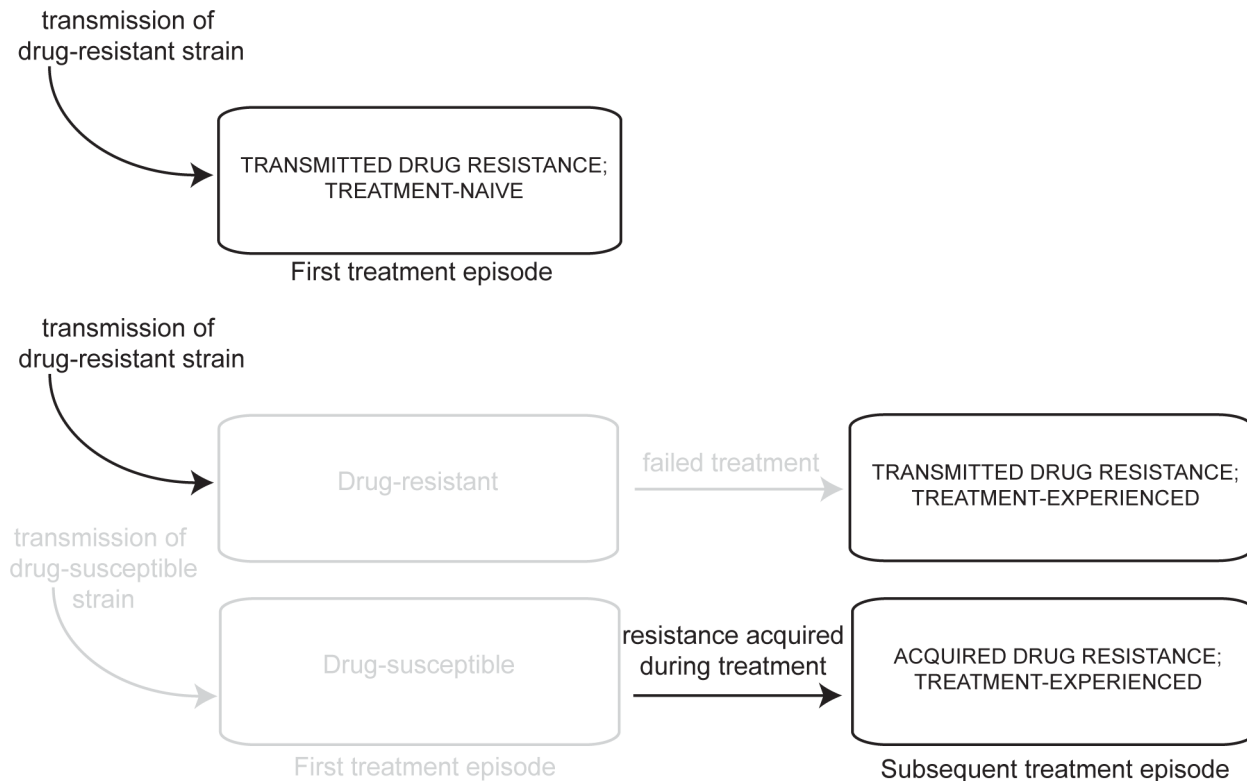 transmission of
drug-resistant strain
TRANSMITTED DRUG RESISTANCE;
TREATMENT-NAIVE
First treatment episode
transmission of
drug-resistant strain
Drug-resistant
failed treatment
TRANSMITTED DRUG RESISTANCE;
TREATMENT-EXPERIENCED
transmission of
drug-susceptible
strain
Drug-susceptible
resistance acquired
during treatment
ACQUIRED DRUG RESISTANCE;
TREATMENT-EXPERIENCED
First treatment episode
Subsequent treatment episode